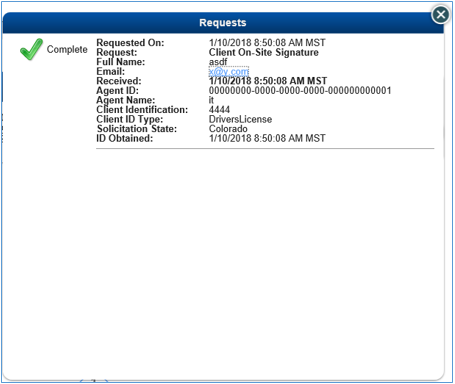 Requests
Complete
Requested On: 1/10/2018 8:50:08 AM MST
Request: Client On-Site Signature
Full Name: asdf
Email: x@y.com
Received: 1/10/2018 8:50:08 AM MST
Agent ID: 00000000-0000-0000-0000-000000000001
Agent Name: it
Client Identification: 4444
Client ID Type: DriversLicense
Solicitation State: Colorado
ID Obtained: 1/10/2018 8:50:08 AM MST